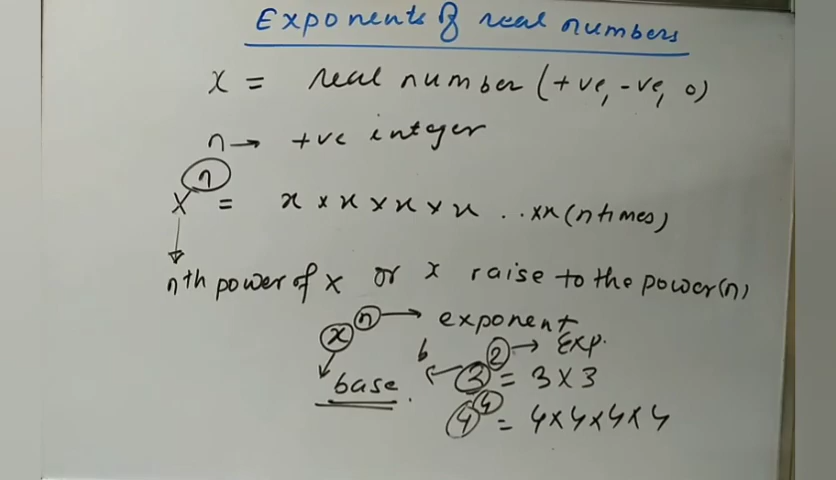 Exponents of real numbers
x = real number (+ve, -ve, 0)
n → +ve integer
xⁿ = x × x × x × x .. ×x (n times)
nth power of x or x raise to the power (n)
xⁿ → exponent
base.
b ← 3² → Exp.
= 3 × 3
4⁴ = 4×4×4×4